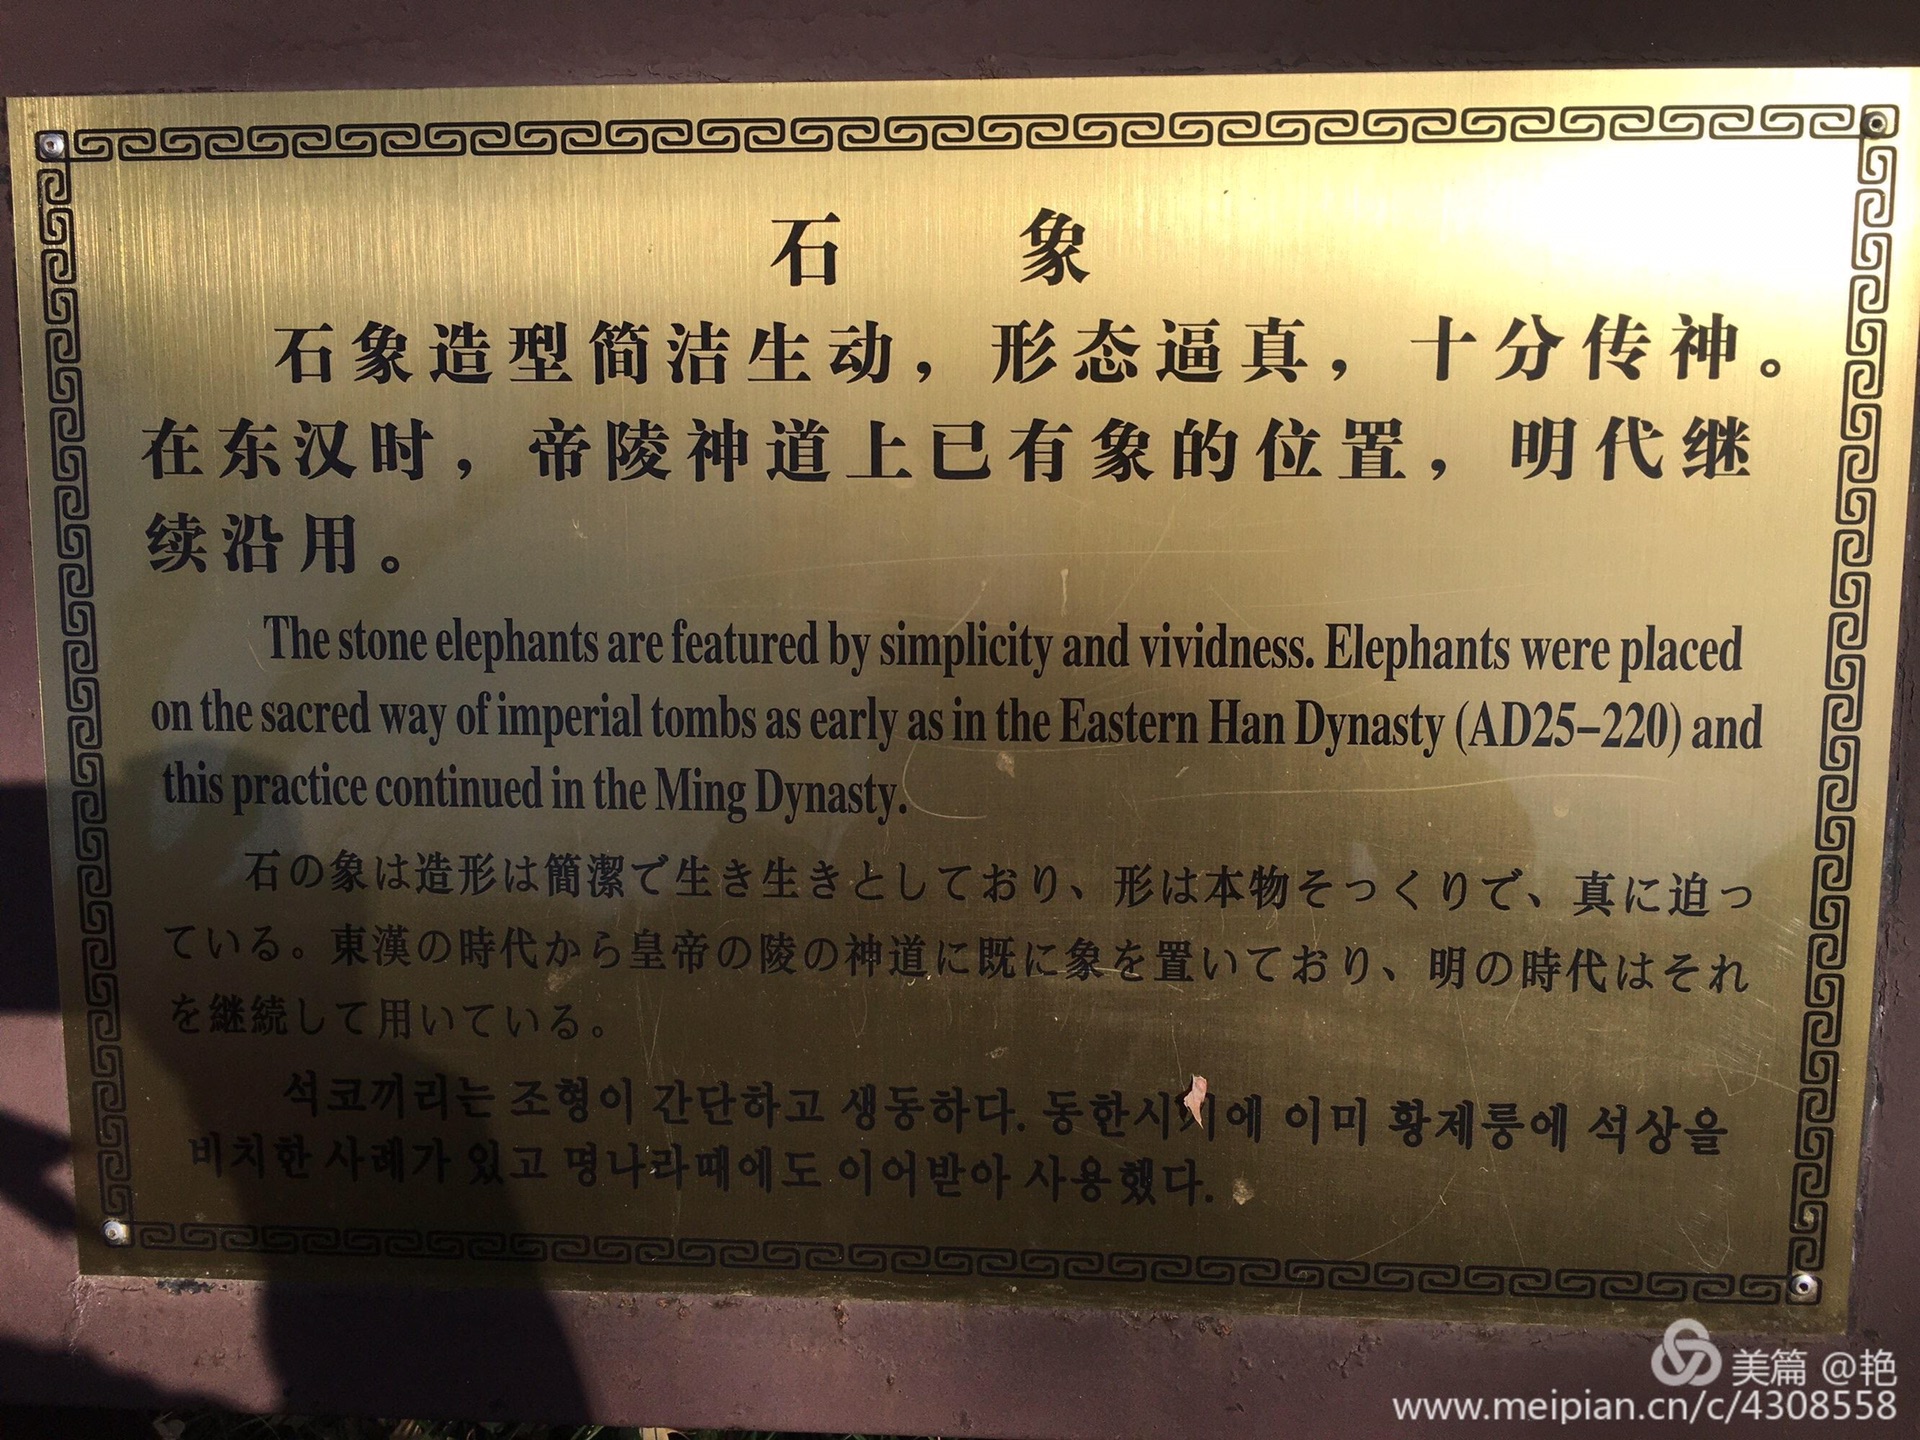 石 象
石象造型简洁生动，形态逼真，十分传神。
在东汉时，帝陵神道上已有象的位置，明代继
续沿用。
The stone elephants are featured by simplicity and vividness. Elephants were placed
on the sacred way of imperial tombs as early as in the Eastern Han Dynasty (AD25–220) and
this practice continued in the Ming Dynasty.
石の象は造形は簡潔で生き生きとしており、形は本物そっくりで、真に迫っ
ている。東漢の時代から皇帝の陵の神道に既に象を置いており、明の時代はそれ
を継続して用いている。
석코끼리는 조형이 간단하고 생동하다. 이미 황제릉에 석상을
비치한 사례가 있고 명나라때에도 이어받아 사용했다.
美篇 @艳
www.meipian.cn/c/4308558